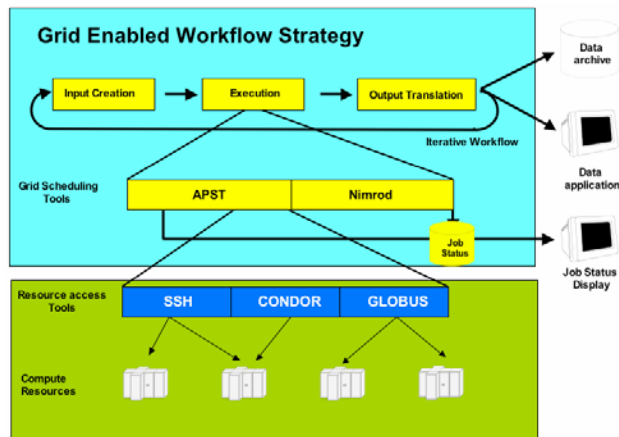 Grid Enabled Workflow Strategy
Data
archive
Input Creation
Execution
Output Translation
Iterative Workflow
Data
application
Grid Scheduling
Tools
APST
Nimrod
Job
Status
Job Status
Display
Resource access
Tools
SSH
CONDOR
GLOBUS
Compute
Resources